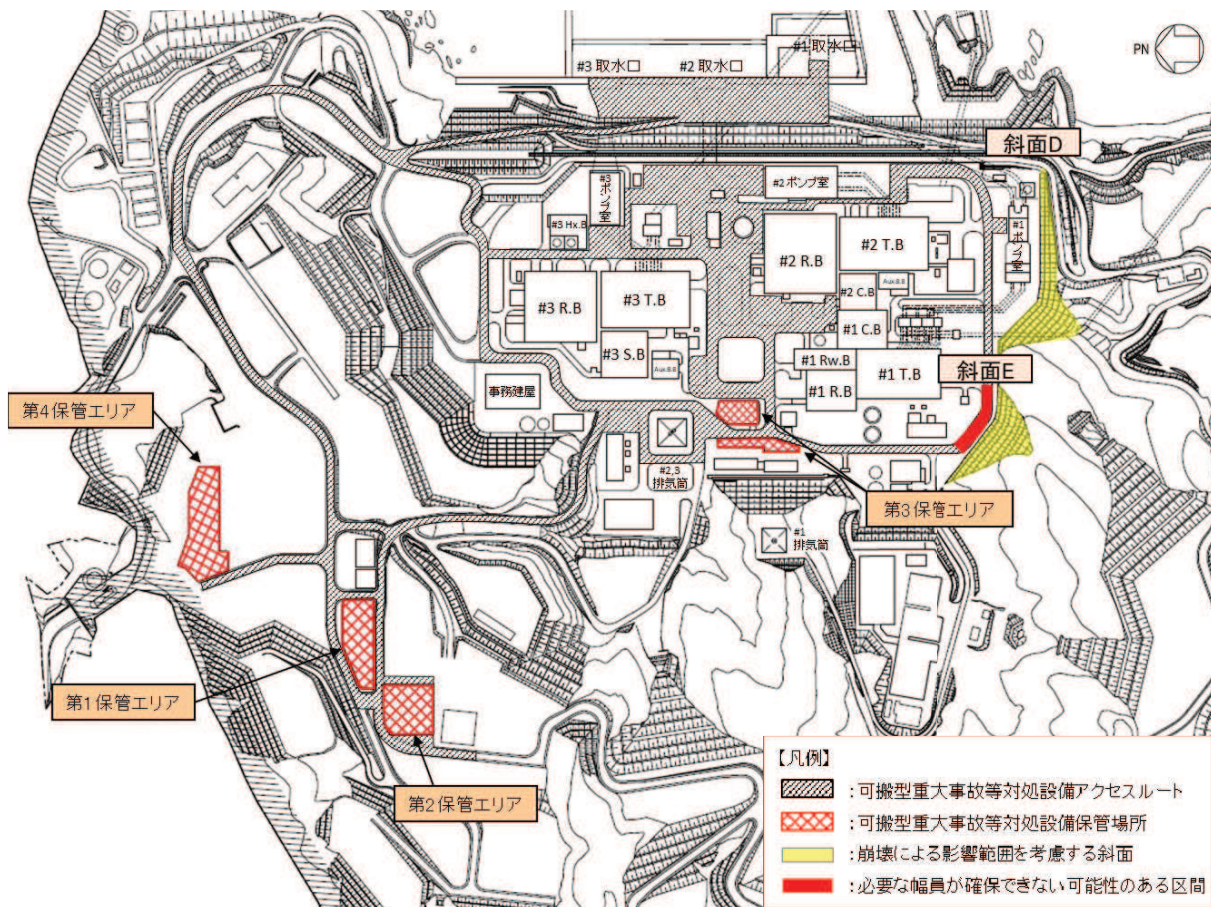 #1 取水口
#3 取水口
#2 取水口
PN
斜面D
#3
ポンプ
室
#2 ポンプ室
#3 Hx.B
#1
ポンプ
室
#2 R.B
#2 T.B
#3 R.B
#3 T.B
#2 C.B
Aux.B.B
#1 C.B
#3 S.B
Aux.B.B
#1 Rw.B
#1 T.B
斜面E
#1 R.B
事務建屋
第4保管エリア
#2,3
排気筒
第3保管エリア
#1
排気筒
第1保管エリア
第2保管エリア
【凡例】
:可搬型重大事故等対処設備アクセスルート
:可搬型重大事故等対処設備保管場所
:崩壊による影響範囲を考慮する斜面
:必要な幅員が確保できない可能性のある区間